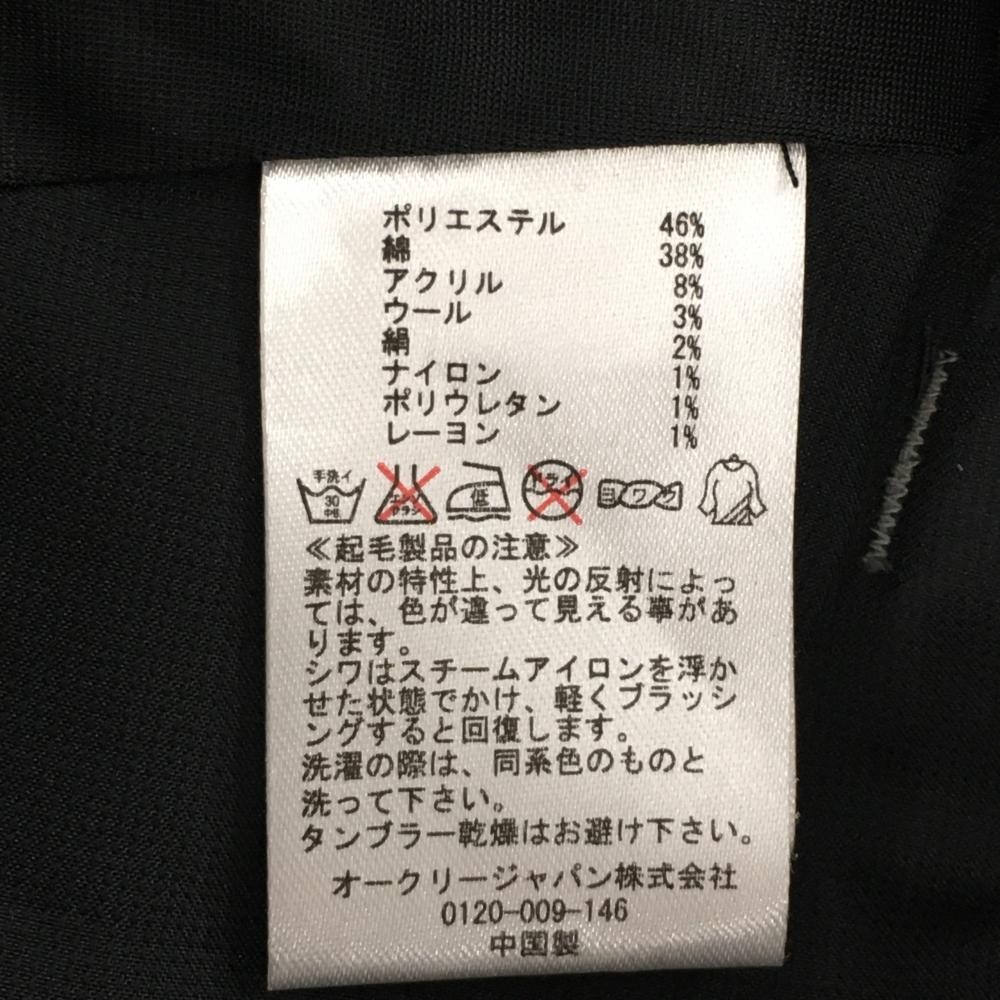 ポリエステル 46%
綿 38%
アクリル 8%
ウール 3%
絹 2%
ナイロン 1%
ポリウレタン 1%
レーヨン 1%
手洗イ 30 中性 エンソ サラシ 低 ドライ ヨワク
≪起毛製品の注意≫
素材の特性上、光の反射によっ
ては、色が違って見える事があ
ります。
シワはスチームアイロンを浮か
せた状態でかけ、軽くブラッシ
ングすると回復します。
洗濯の際は、同系色のものと
洗って下さい。
タンブラー乾燥はお避け下さい。
オークリージャパン株式会社
0120-009-146
中国製